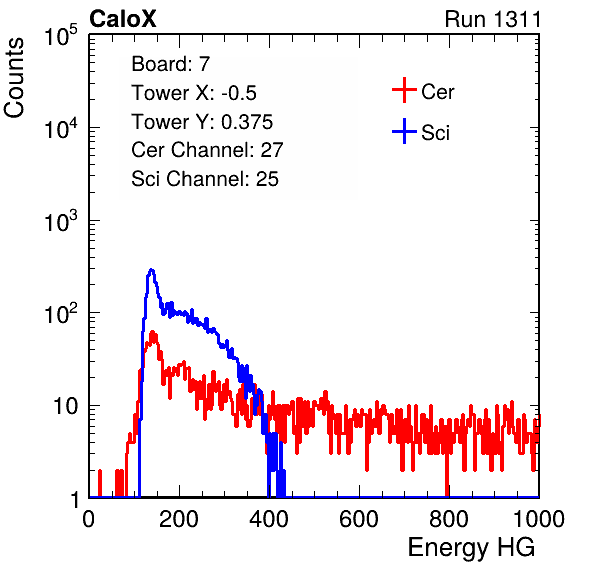 CaloX Run 1311
Board: 7
Tower X: -0.5
Tower Y: 0.375
Cer Channel: 27
Sci Channel: 25
Cer
Sci
Counts
10^5
10^4
10^3
10^2
10
1
0 200 400 600 800 1000
Energy HG